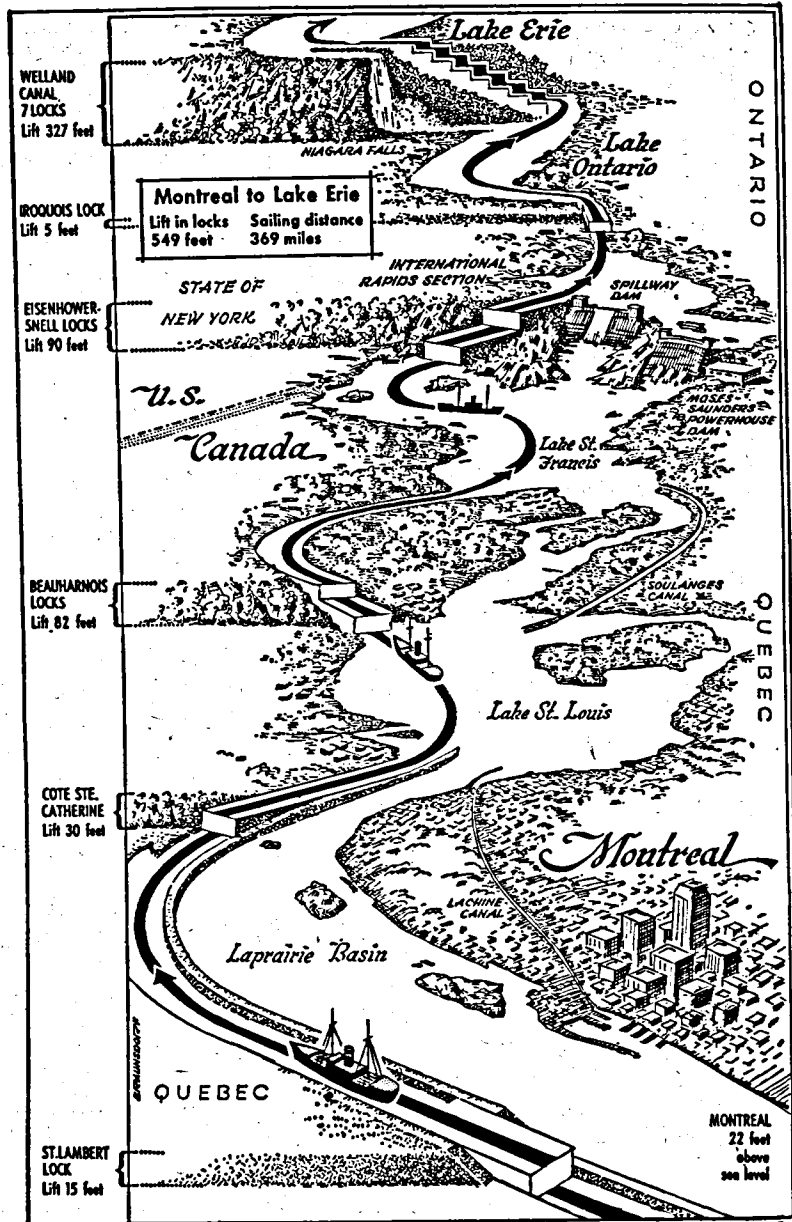 Lake Erie
WELLAND
CANAL
7 LOCKS
Lift 327 feet
ONTARIO
NIAGARA FALLS
Lake
Ontario
Montreal to Lake Erie
Lift in locks Sailing distance
549 feet 369 miles
IROQUOIS LOCK
Lift 5 feet
INTERNATIONAL
RAPIDS SECTION
STATE OF
NEW YORK
SPILLWAY
DAM
EISENHOWER-
SNELL LOCKS
Lift 90 feet
U.S.
Canada
MOSES
SAUNDERS
POWERHOUSE
DAM
Lake St.
Francis
BEAUHARNOIS
LOCKS
Lift 82 feet
SOULANGES
CANAL
QUEBEC
Lake St. Louis
COTE STE.
CATHERINE
Lift 30 feet
Montreal
LACHINE
CANAL
Laprairie Basin
QUEBEC
MONTREAL
22 feet
above
sea level
ST. LAMBERT
LOCK
Lift 15 feet